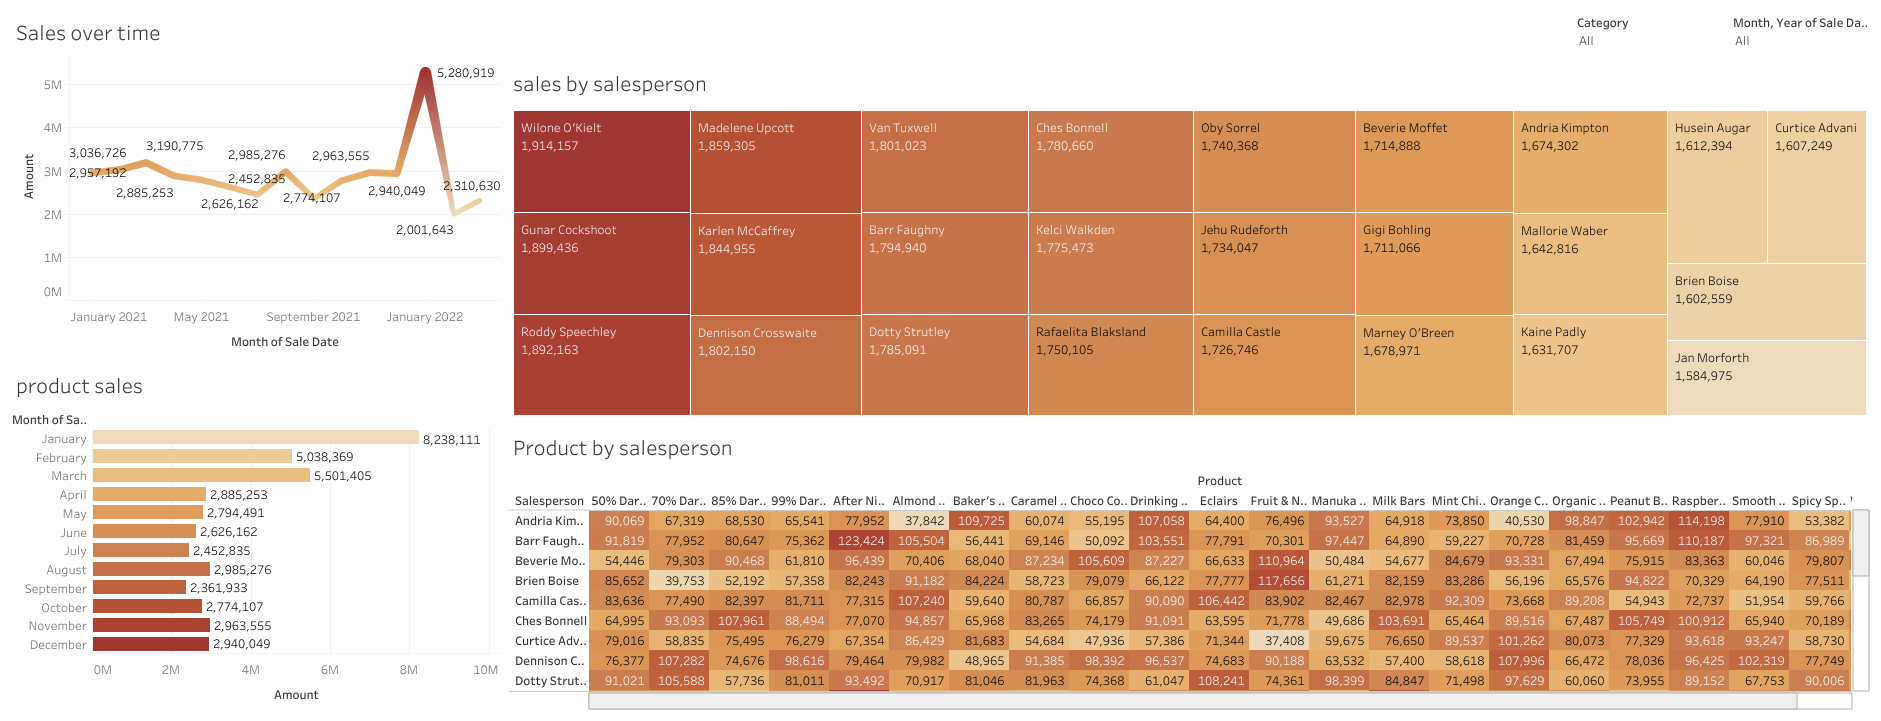 Sales over time
Category
All
Month, Year of Sale Da..
All
5M
4M
3M
2M
1M
0M
Amount
3,036,726
2,957,192
3,190,775
2,885,253
2,626,162
2,985,276
2,452,835
2,774,107
2,963,555
2,940,049
5,280,919
2,001,643
2,310,630
January 2021
May 2021
September 2021
January 2022
Month of Sale Date
sales by salesperson
Wilone O'Kielt
1,914,157
Madelene Upcott
1,859,305
Van Tuxwell
1,801,023
Ches Bonnell
1,780,660
Oby Sorrel
1,740,368
Beverie Moffet
1,714,888
Andria Kimpton
1,674,302
Husein Augar
1,612,394
Curtice Advani
1,607,249
Gunar Cockshoot
1,899,436
Karlen McCaffrey
1,844,955
Barr Faughny
1,794,940
Kelci Walkden
1,775,473
Jehu Rudeforth
1,734,047
Gigi Bohling
1,711,066
Mallorie Waber
1,642,816
Brien Boise
1,602,559
Roddy Speechley
1,892,163
Dennison Crosswaite
1,802,150
Dotty Strutley
1,785,091
Rafaelita Blaksland
1,750,105
Camilla Castle
1,726,746
Marney O'Breen
1,678,971
Kaine Padly
1,631,707
Jan Morforth
1,584,975
product sales
Month of Sa..
January 8,238,111
February 5,038,369
March 5,501,405
April 2,885,253
May 2,794,491
June 2,626,162
July 2,452,835
August 2,985,276
September 2,361,933
October 2,774,107
November 2,963,555
December 2,940,049
0M 2M 4M 6M 8M 10M
Amount
Product by salesperson
Product
Salesperson 50% Dar.. 70% Dar.. 85% Dar.. 99% Dar.. After Ni.. Almond .. Baker's .. Caramel .. Choco Co.. Drinking .. Eclairs Fruit & N.. Manuka .. Milk Bars Mint Chi.. Orange C.. Organic .. Peanut B.. Raspber.. Smooth .. Spicy Sp..
Andria Kim.. 90,069 67,319 68,530 65,541 77,952 37,842 109,725 60,074 55,195 107,058 64,400 76,496 93,527 64,918 73,850 40,530 98,847 102,942 114,198 77,910 53,382
Barr Faugh.. 91,819 77,952 80,647 75,362 123,424 105,504 56,441 69,146 50,092 103,551 77,791 70,301 97,447 64,890 59,227 70,728 81,459 95,669 110,187 97,321 86,989
Beverie Mo.. 54,446 79,303 90,468 61,810 96,439 70,406 68,040 87,234 105,609 87,227 66,633 110,964 50,484 54,677 84,679 93,331 67,494 75,915 83,363 60,046 79,807
Brien Boise 85,652 39,753 52,192 57,358 82,243 91,182 84,224 58,723 79,079 66,122 77,777 117,656 61,271 82,159 83,286 56,196 65,576 94,822 70,329 64,190 77,511
Camilla Cas.. 83,636 77,490 82,397 81,711 77,315 107,240 59,640 80,787 66,857 90,090 106,442 83,902 82,467 82,978 92,309 73,668 89,208 54,943 72,737 51,954 59,766
Ches Bonnell 64,995 93,093 107,961 88,494 77,070 94,857 65,968 83,265 74,179 91,091 63,595 71,778 49,686 103,691 65,464 89,516 67,487 105,749 100,912 65,940 70,189
Curtice Adv.. 79,016 58,835 75,495 76,279 67,354 86,429 81,683 54,684 47,936 57,386 71,344 37,408 59,675 76,650 89,537 101,262 80,073 77,329 93,618 93,247 58,730
Dennison C.. 76,377 107,282 74,676 98,616 79,464 79,982 48,965 91,385 98,392 96,537 74,683 90,188 63,532 57,400 58,618 107,996 66,472 78,036 96,425 102,319 77,749
Dotty Strut.. 91,021 105,588 57,736 81,011 93,492 70,917 81,046 81,963 74,368 61,047 108,241 74,361 98,399 84,847 71,498 97,629 60,060 73,955 89,152 67,753 90,006